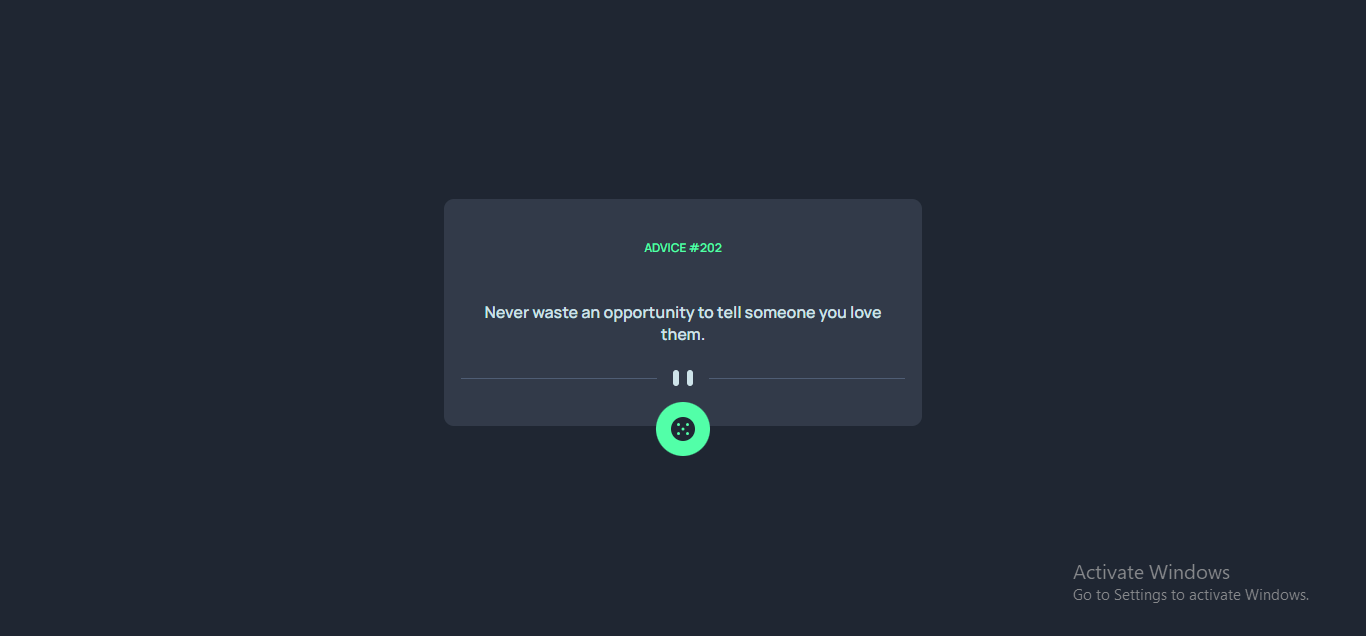 ADVICE #202
Never waste an opportunity to tell someone you love
them.
Activate Windows
Go to Settings to activate Windows.